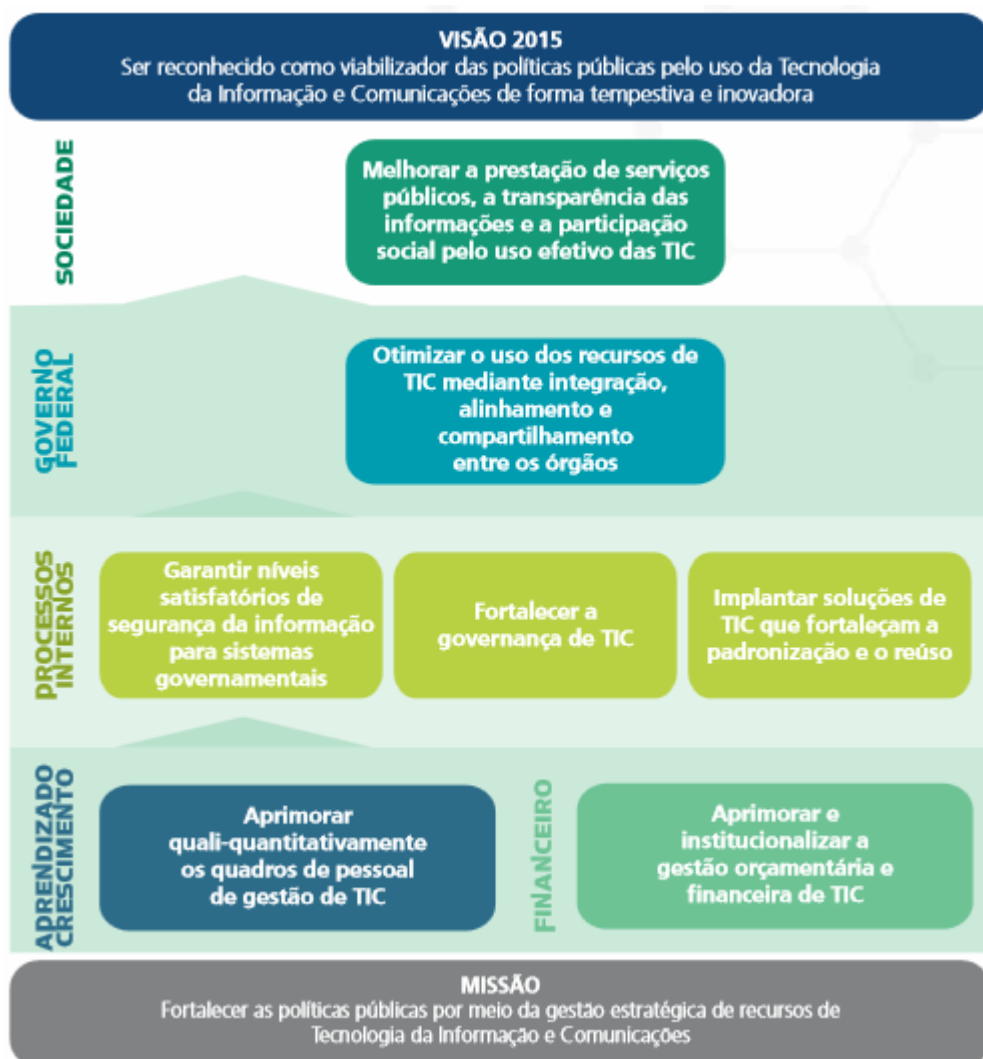 VISÃO 2015
Ser reconhecido como viabilizador das políticas públicas pelo uso da Tecnologia
da Informação e Comunicações de forma tempestiva e inovadora
SOCIEDADE
Melhorar a prestação de serviços
públicos, a transparência das
informações e a participação
social pelo uso efetivo das TIC
GOVERNO
FEDERAL
Otimizar o uso dos recursos de
TIC mediante integração,
alinhamento e
compartilhamento
entre os órgãos
PROCESSOS
INTERNOS
Garantir níveis
satisfatórios de
segurança da informação
para sistemas
governamentais
Fortalecer a
governança de TIC
Implantar soluções de
TIC que fortaleçam a
padronização e o reúso
APRENDIZADO
CRESCIMENTO
Aprimorar
quali-quantitativamente
os quadros de pessoal
de gestão de TIC
FINANCEIRO
Aprimorar e
institucionalizar a
gestão orçamentária e
financeira de TIC
MISSÃO
Fortalecer as políticas públicas por meio da gestão estratégica de recursos de
Tecnologia da Informação e Comunicações